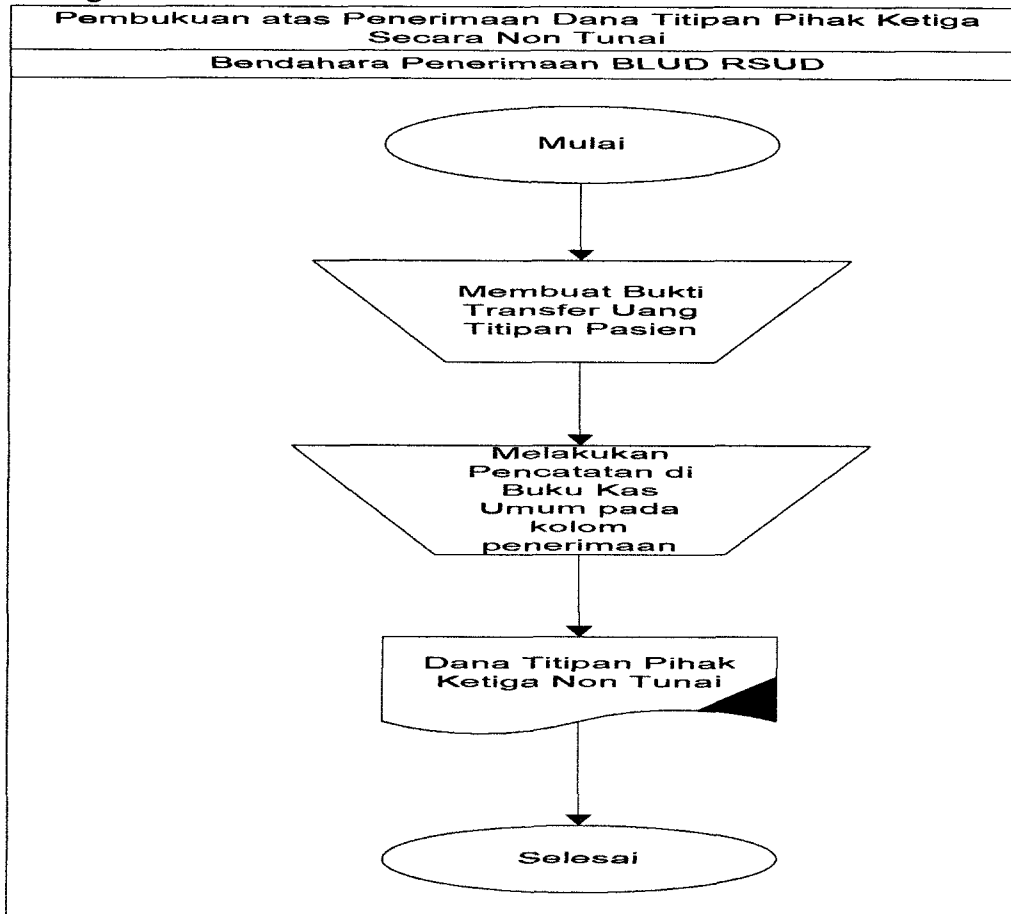 Pembukuan atas Penerimaan Dana Titipan Pihak Ketiga
Secara Non Tunai
Bendahara Penerimaan BLUD RSUD
Mulai
Membuat Bukti
Transfer Uang
Titipan Pasien
Melakukan
Pencatatan di
Buku Kas
Umum pada
kolom
penerimaan
Dana Titipan Pihak
Ketiga Non Tunai
Selesai